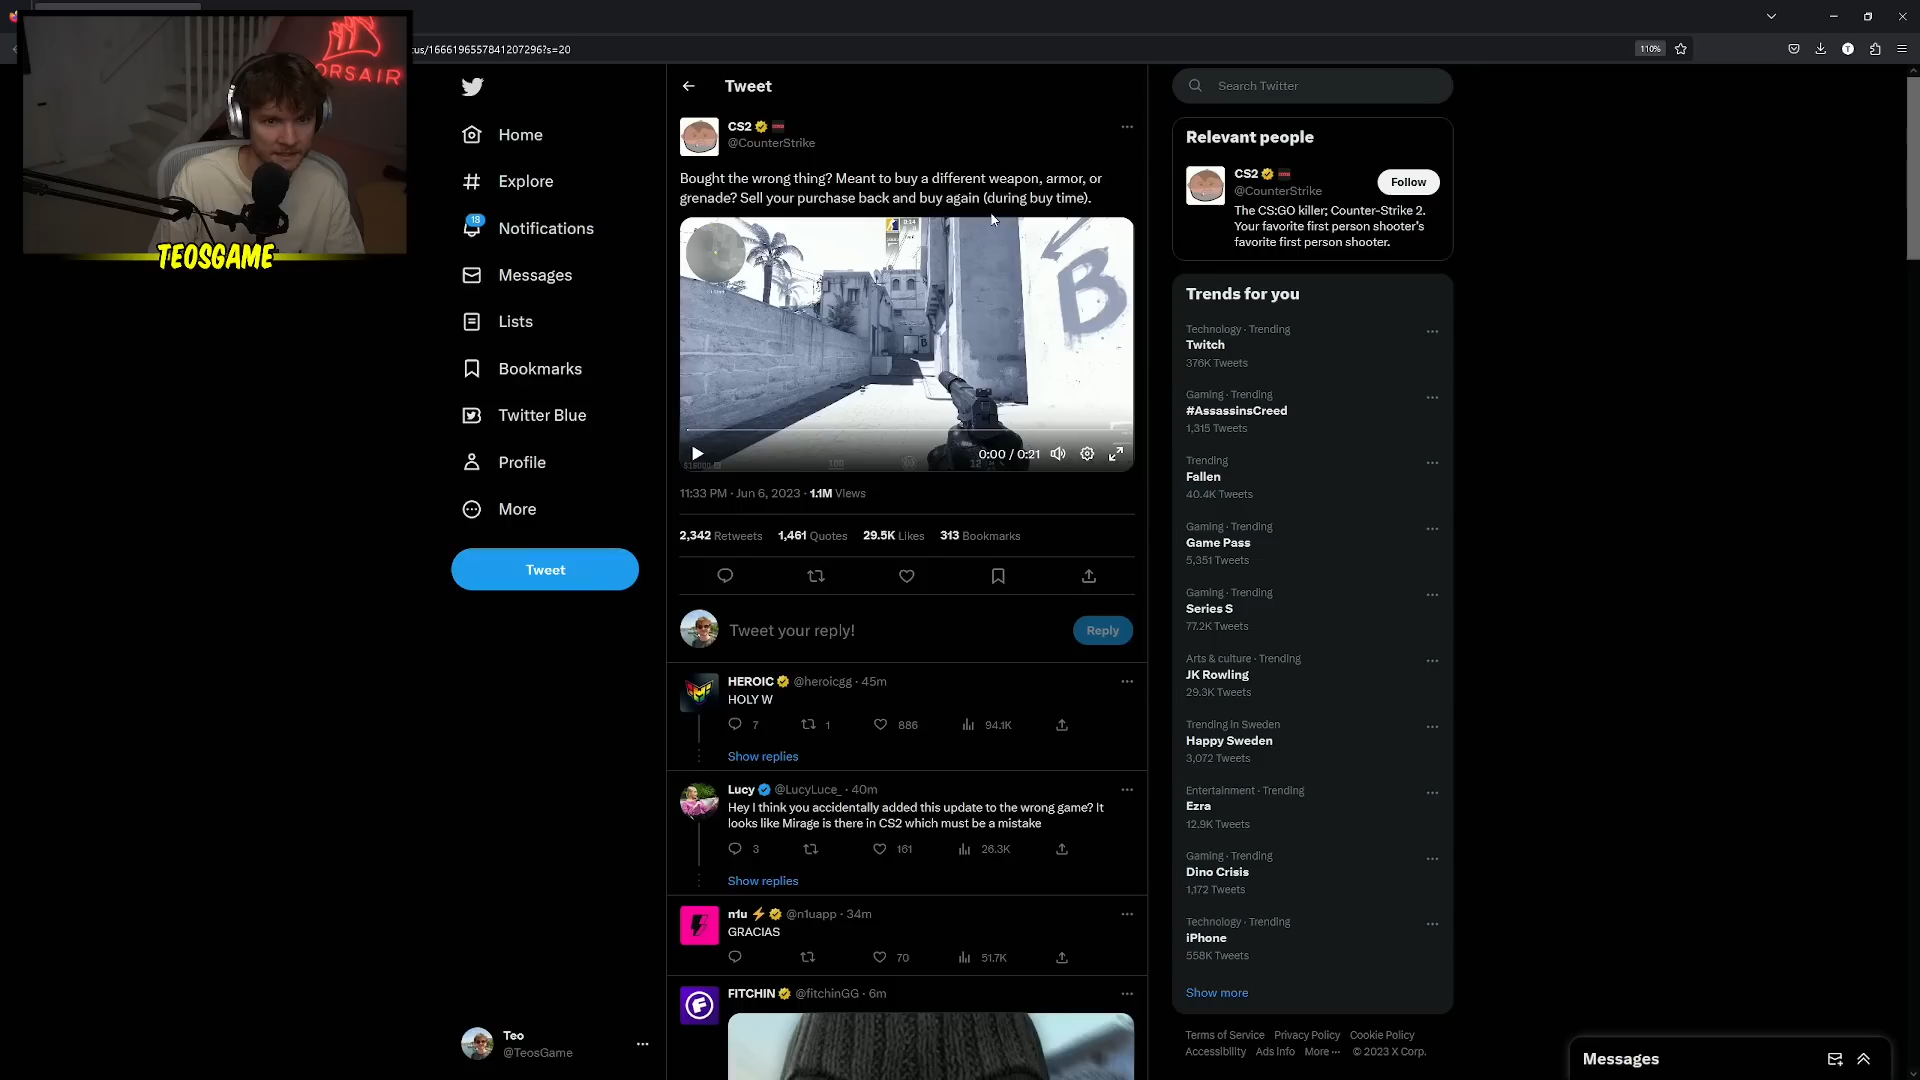 ORSAIR
TEOSGAME
tus/1666196557841207296?s=20
110%
Home
Explore
18
Notifications
Messages
Lists
Bookmarks
Twitter Blue
Profile
More
Tweet
Teo
@TeosGame
Tweet
CS2
@CounterStrike
Bought the wrong thing? Meant to buy a different weapon, armor, or
grenade? Sell your purchase back and buy again (during buy time).
B
B
$16000
100
12
0:00 / 0:21
11:33 PM · Jun 6, 2023 · 1.1M Views
2,342 Retweets 1,461 Quotes 29.5K Likes 313 Bookmarks
Tweet your reply!
Reply
HEROIC @heroicgg · 45m
HOLY W
7 1 886 94.1K
Show replies
Lucy @LucyLuce_ · 40m
Hey I think you accidentally added this update to the wrong game? It
looks like Mirage is there in CS2 which must be a mistake
3 161 26.3K
Show replies
n1u @n1uapp · 34m
GRACIAS
70 51.7K
FITCHIN @fitchinGG · 6m
Search Twitter
Relevant people
CS2
@CounterStrike
Follow
The CS:GO killer; Counter-Strike 2.
Your favorite first person shooter's
favorite first person shooter.
Trends for you
Technology · Trending
Twitch
376K Tweets
Gaming · Trending
#AssassinsCreed
1,315 Tweets
Trending
Fallen
40.4K Tweets
Gaming · Trending
Game Pass
5,351 Tweets
Gaming · Trending
Series S
77.2K Tweets
Arts & culture · Trending
JK Rowling
29.3K Tweets
Trending in Sweden
Happy Sweden
3,072 Tweets
Entertainment · Trending
Ezra
12.9K Tweets
Gaming · Trending
Dino Crisis
1,172 Tweets
Technology · Trending
iPhone
558K Tweets
Show more
Terms of Service Privacy Policy Cookie Policy
Accessibility Ads info More ··· © 2023 X Corp.
Messages